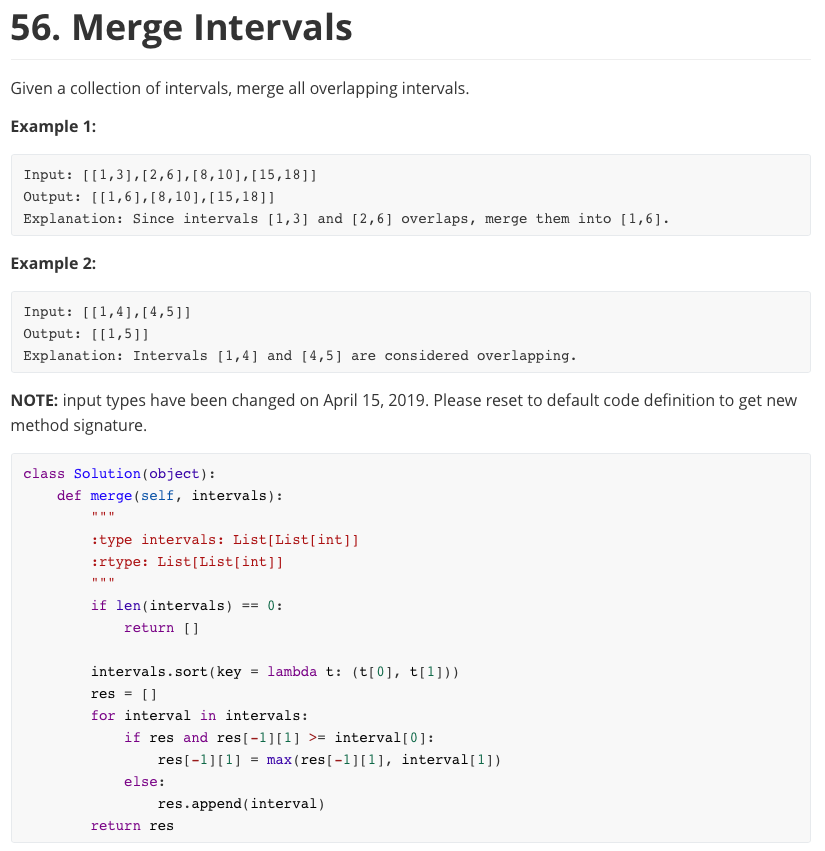 56. Merge Intervals
Given a collection of intervals, merge all overlapping intervals.
Example 1:
Input: [[1,3],[2,6],[8,10],[15,18]]
Output: [[1,6],[8,10],[15,18]]
Explanation: Since intervals [1,3] and [2,6] overlaps, merge them into [1,6].
Example 2:
Input: [[1,4],[4,5]]
Output: [[1,5]]
Explanation: Intervals [1,4] and [4,5] are considered overlapping.
NOTE: input types have been changed on April 15, 2019. Please reset to default code definition to get new
method signature.
class Solution(object):
    def merge(self, intervals):
        """
        :type intervals: List[List[int]]
        :rtype: List[List[int]]
        """
        if len(intervals) == 0:
            return []

        intervals.sort(key = lambda t: (t[0], t[1]))
        res = []
        for interval in intervals:
            if res and res[-1][1] >= interval[0]:
                res[-1][1] = max(res[-1][1], interval[1])
            else:
                res.append(interval)
        return res